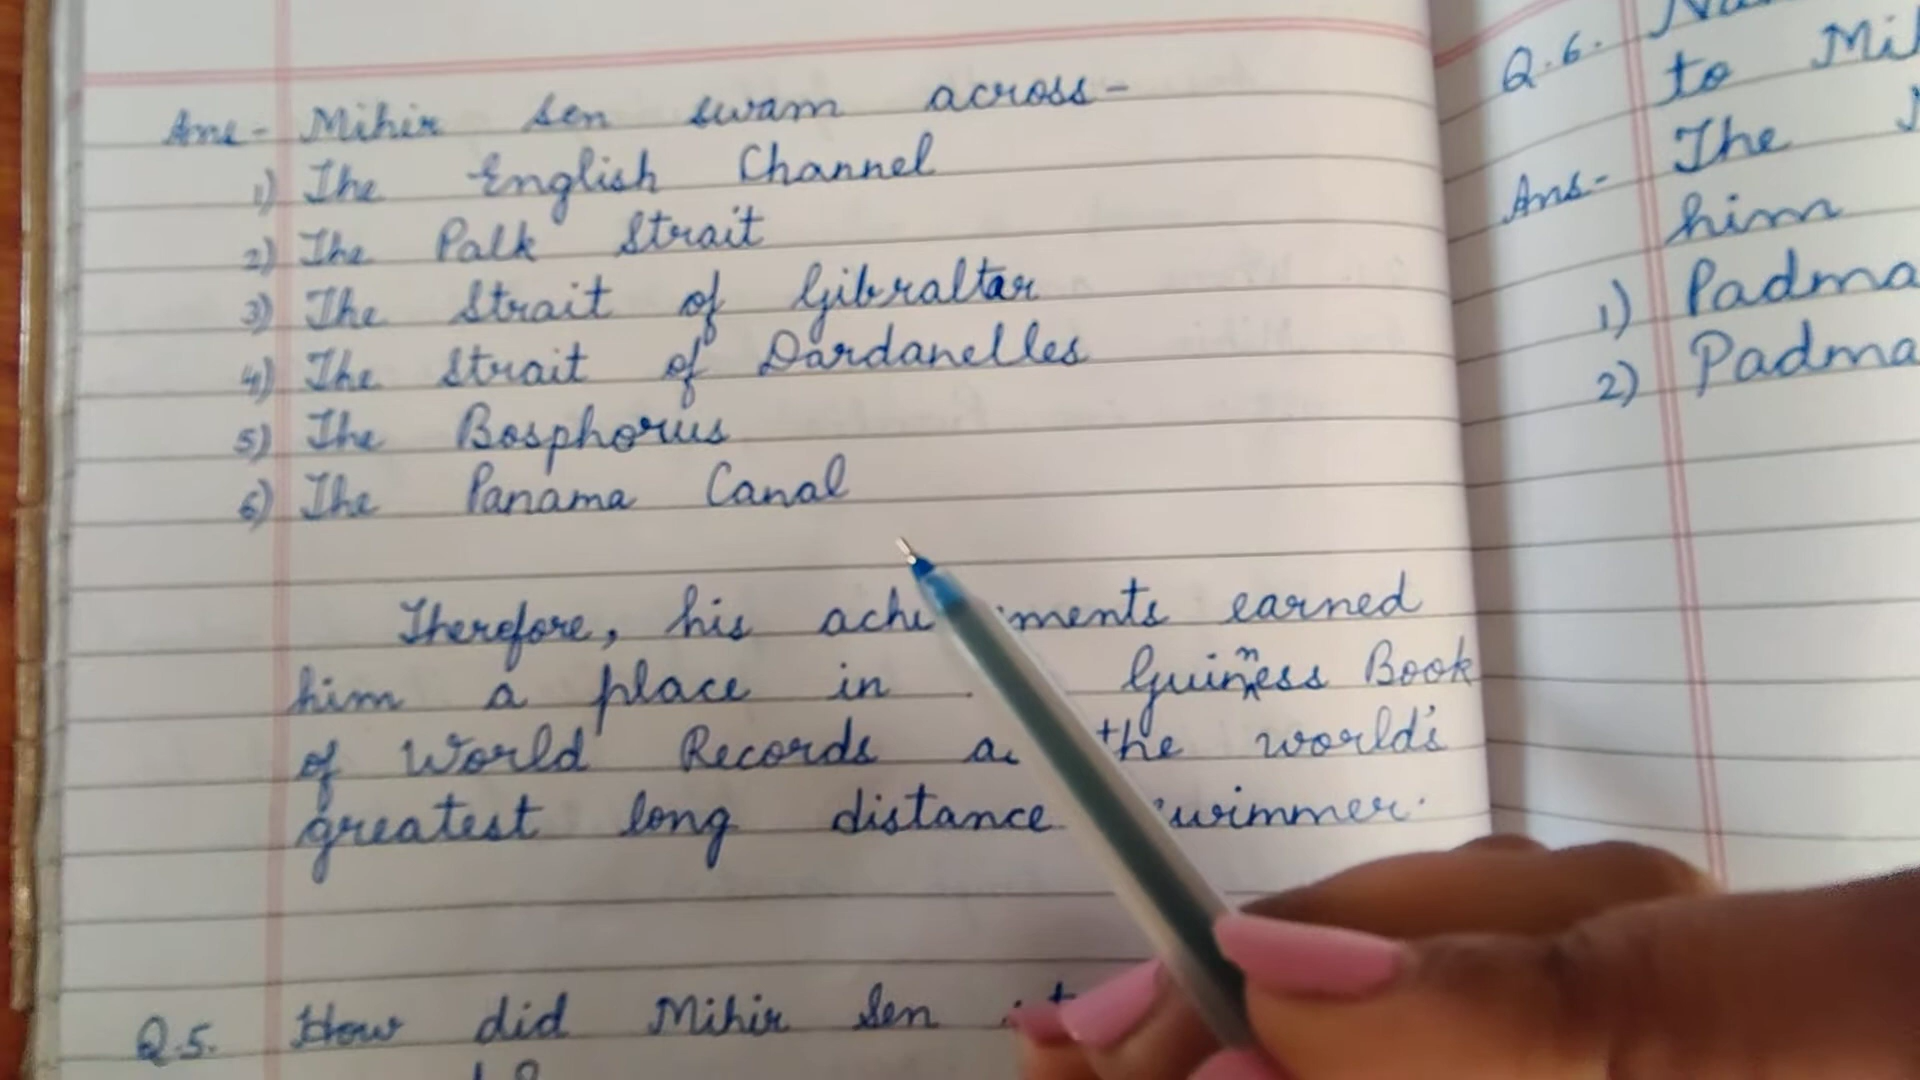 Ans- Mihir Sen swam across-
1) The English Channel
2) The Palk Strait
3) The Strait of Gibraltar
4) The Strait of Dardanelles
5) The Bosphorus
6) The Panama Canal
Therefore, his earned
him a place in Guinness Book
of World Records the world's
greatest long distance
Q.5. How did Mihir Sen
Q.6.
to
Ans- The
him
1) Padma
2) Padma